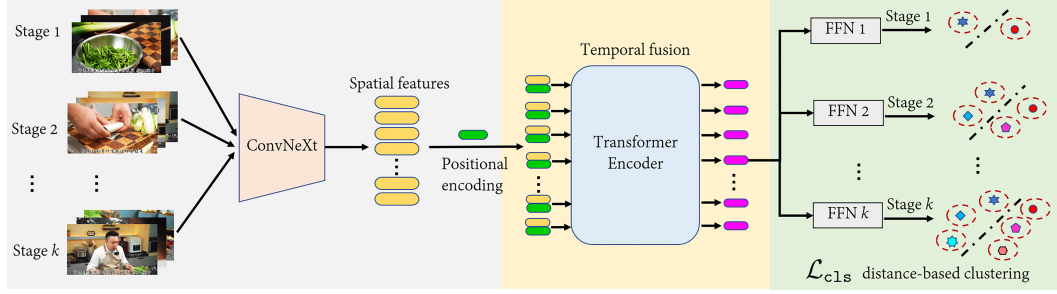 Stage 1
Stage 2
Stage k
ConvNeXt
Spatial features
Positional
encoding
Temporal fusion
Transformer
Encoder
FFN 1
Stage 1
FFN 2
Stage 2
FFN k
Stage k
ℒcls distance-based clustering